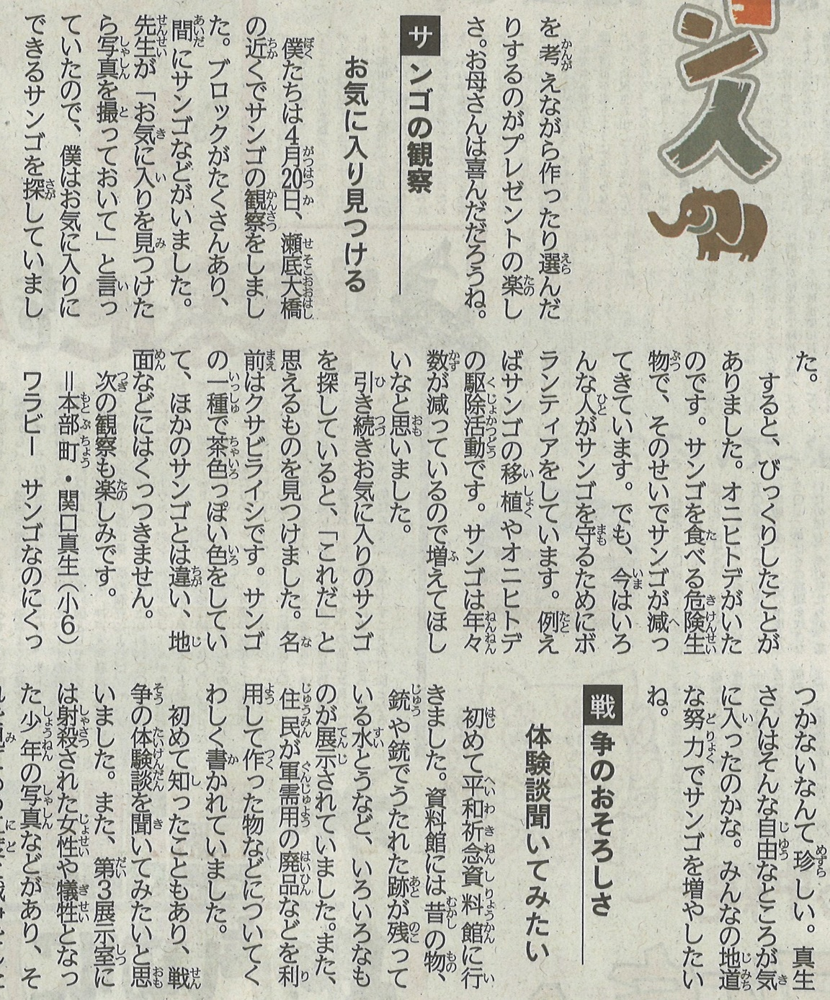 を考えながら作ったり選んだ
りするのがプレゼントの楽し
さ。お母さんは喜んだだろうね。
サンゴの観察
お気に入り見つける
僕たちは4月20日、瀬底大橋
の近くでサンゴの観察をしまし
た。ブロックがたくさんあり、
間にサンゴなどがいました。
先生が「お気に入りを見つけた
ら写真を撮っておいて」と言っ
ていたので、僕はお気に入りに
できるサンゴを探していまし
た。
すると、びっくりしたことが
ありました。オニヒトデがいた
のです。サンゴを食べる危険生
物で、そのせいでサンゴが減っ
てきています。でも、今はいろ
んな人がサンゴを守るためにボ
ランティアをしています。例え
ばサンゴの移植やオニヒトデ
の駆除活動です。サンゴは年々
数が減っているので増えてほし
いなと思いました。
引き続きお気に入りのサンゴ
を探していると、「これだ」と
思えるものを見つけました。名
前はクサビライシです。サンゴ
の一種で茶色っぽい色をしてい
て、ほかのサンゴとは違い、地
面などにはくっつきません。
次の観察も楽しみです。
＝本部町・関口真生（小6）
ワラビー　サンゴなのにくっ
つかないなんて珍しい。真生
さんはそんな自由なところが気
に入ったのかな。みんなの地道
な努力でサンゴを増やしたい
ね。
戦争のおそろしさ
体験談聞いてみたい
初めて平和祈念資料館に行
きました。資料館には昔の物、
銃や銃でうたれた跡が残って
いる水とうなど、いろいろなも
のが展示されていました。また、
住民が軍需用の廃品などを利
用して作った物などについてく
わしく書かれていました。
初めて知ったこともあり、戦
争の体験談を聞いてみたいと思
いました。また、第3展示室に
は射殺された女性や犠牲となっ
た少年の写真などがあり、そ